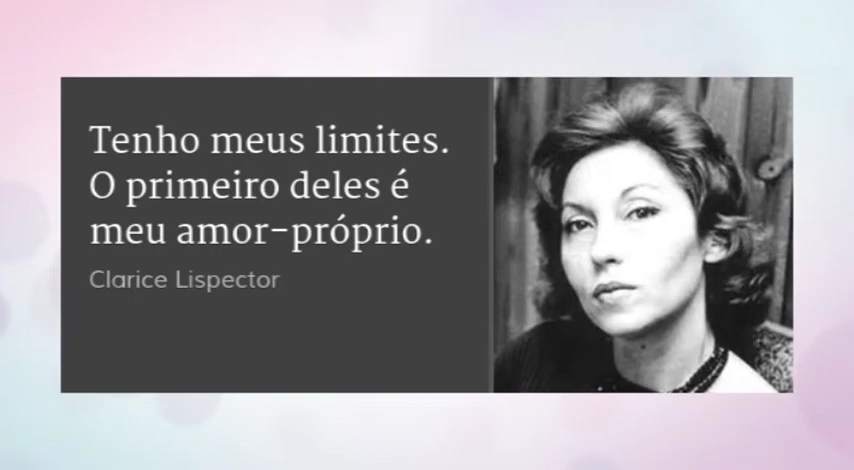 Tenho meus limites.
O primeiro deles é
meu amor-próprio.
Clarice Lispector